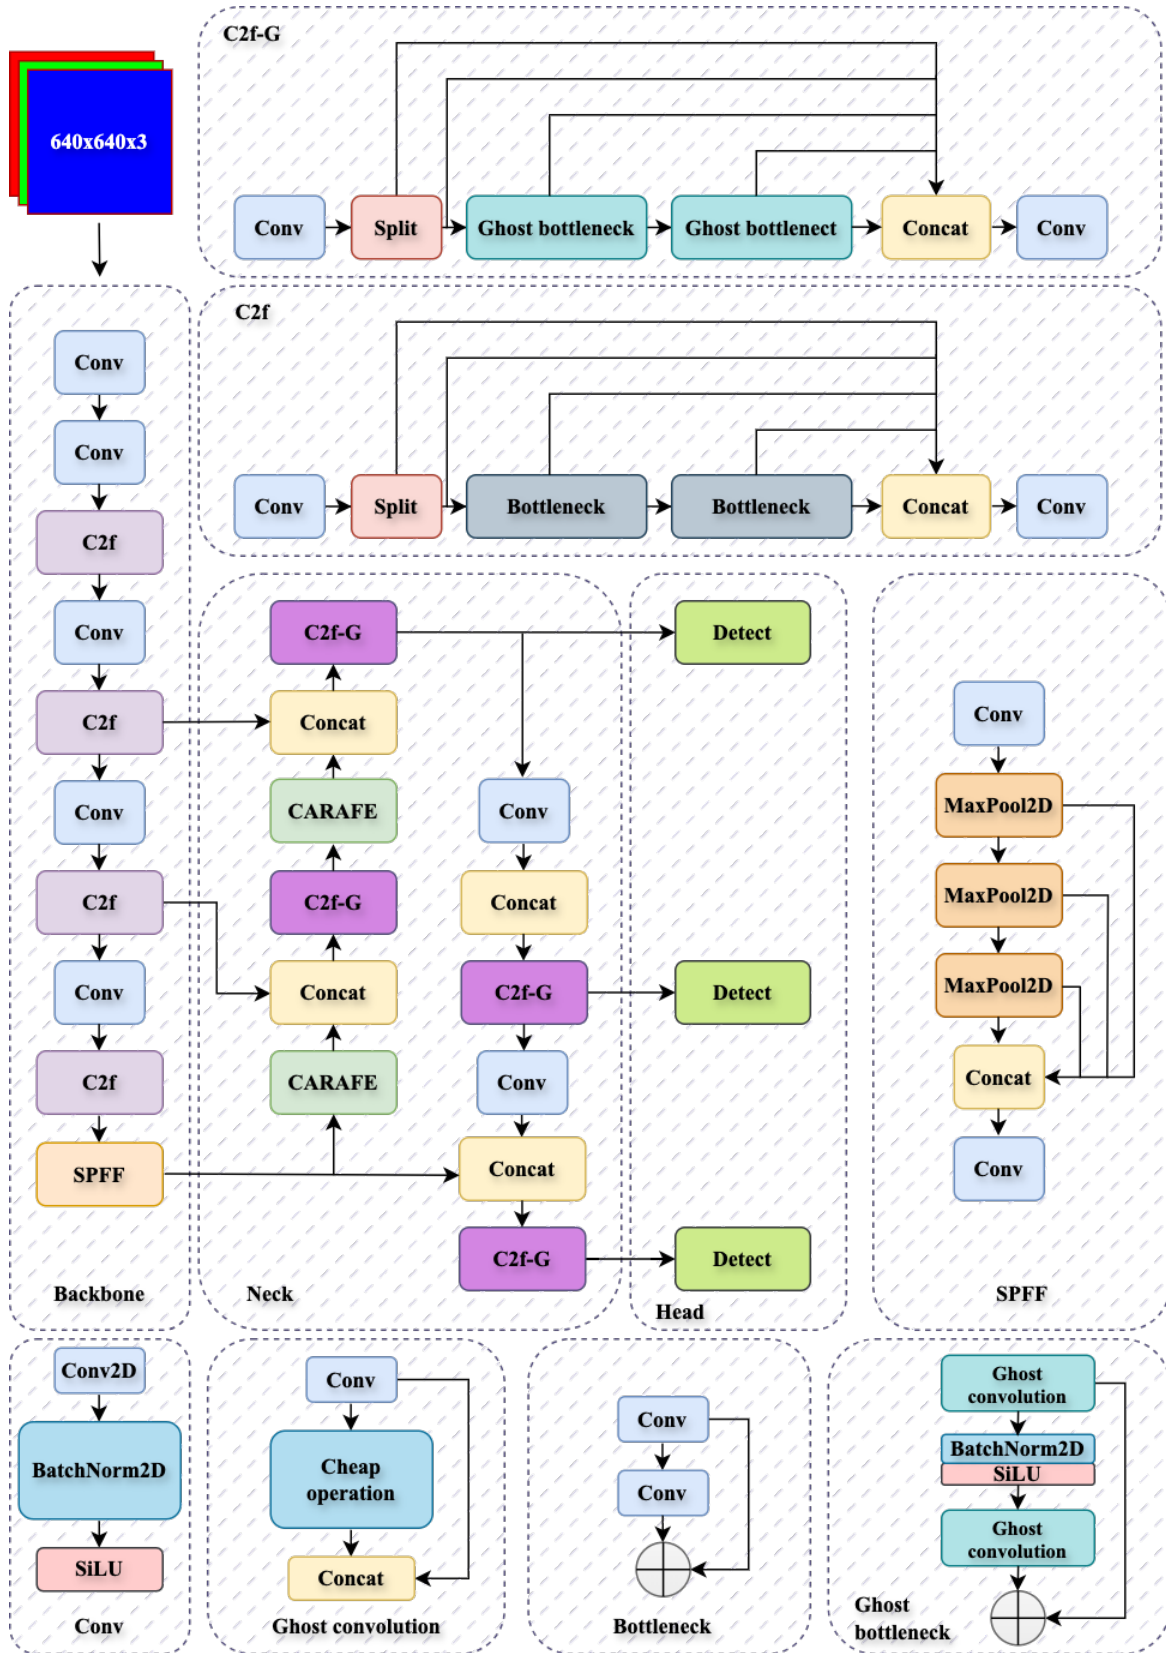 C2f-G
640x640x3
Conv
Split
Ghost bottleneck
Ghost bottlenect
Concat
Conv
C2f
Conv
Split
Bottleneck
Bottleneck
Concat
Conv
Conv
Conv
C2f
Conv
C2f
Conv
C2f
Conv
C2f
SPFF
Backbone
C2f-G
Concat
CARAFE
C2f-G
Concat
CARAFE
Conv
Concat
C2f-G
Conv
Concat
C2f-G
Neck
Detect
Detect
Detect
Head
Conv
MaxPool2D
MaxPool2D
MaxPool2D
Concat
Conv
SPFF
Conv2D
BatchNorm2D
SiLU
Conv
Conv
Cheap
operation
Concat
Ghost convolution
Conv
Conv
Bottleneck
Ghost
convolution
BatchNorm2D
SiLU
Ghost
convolution
Ghost
bottleneck